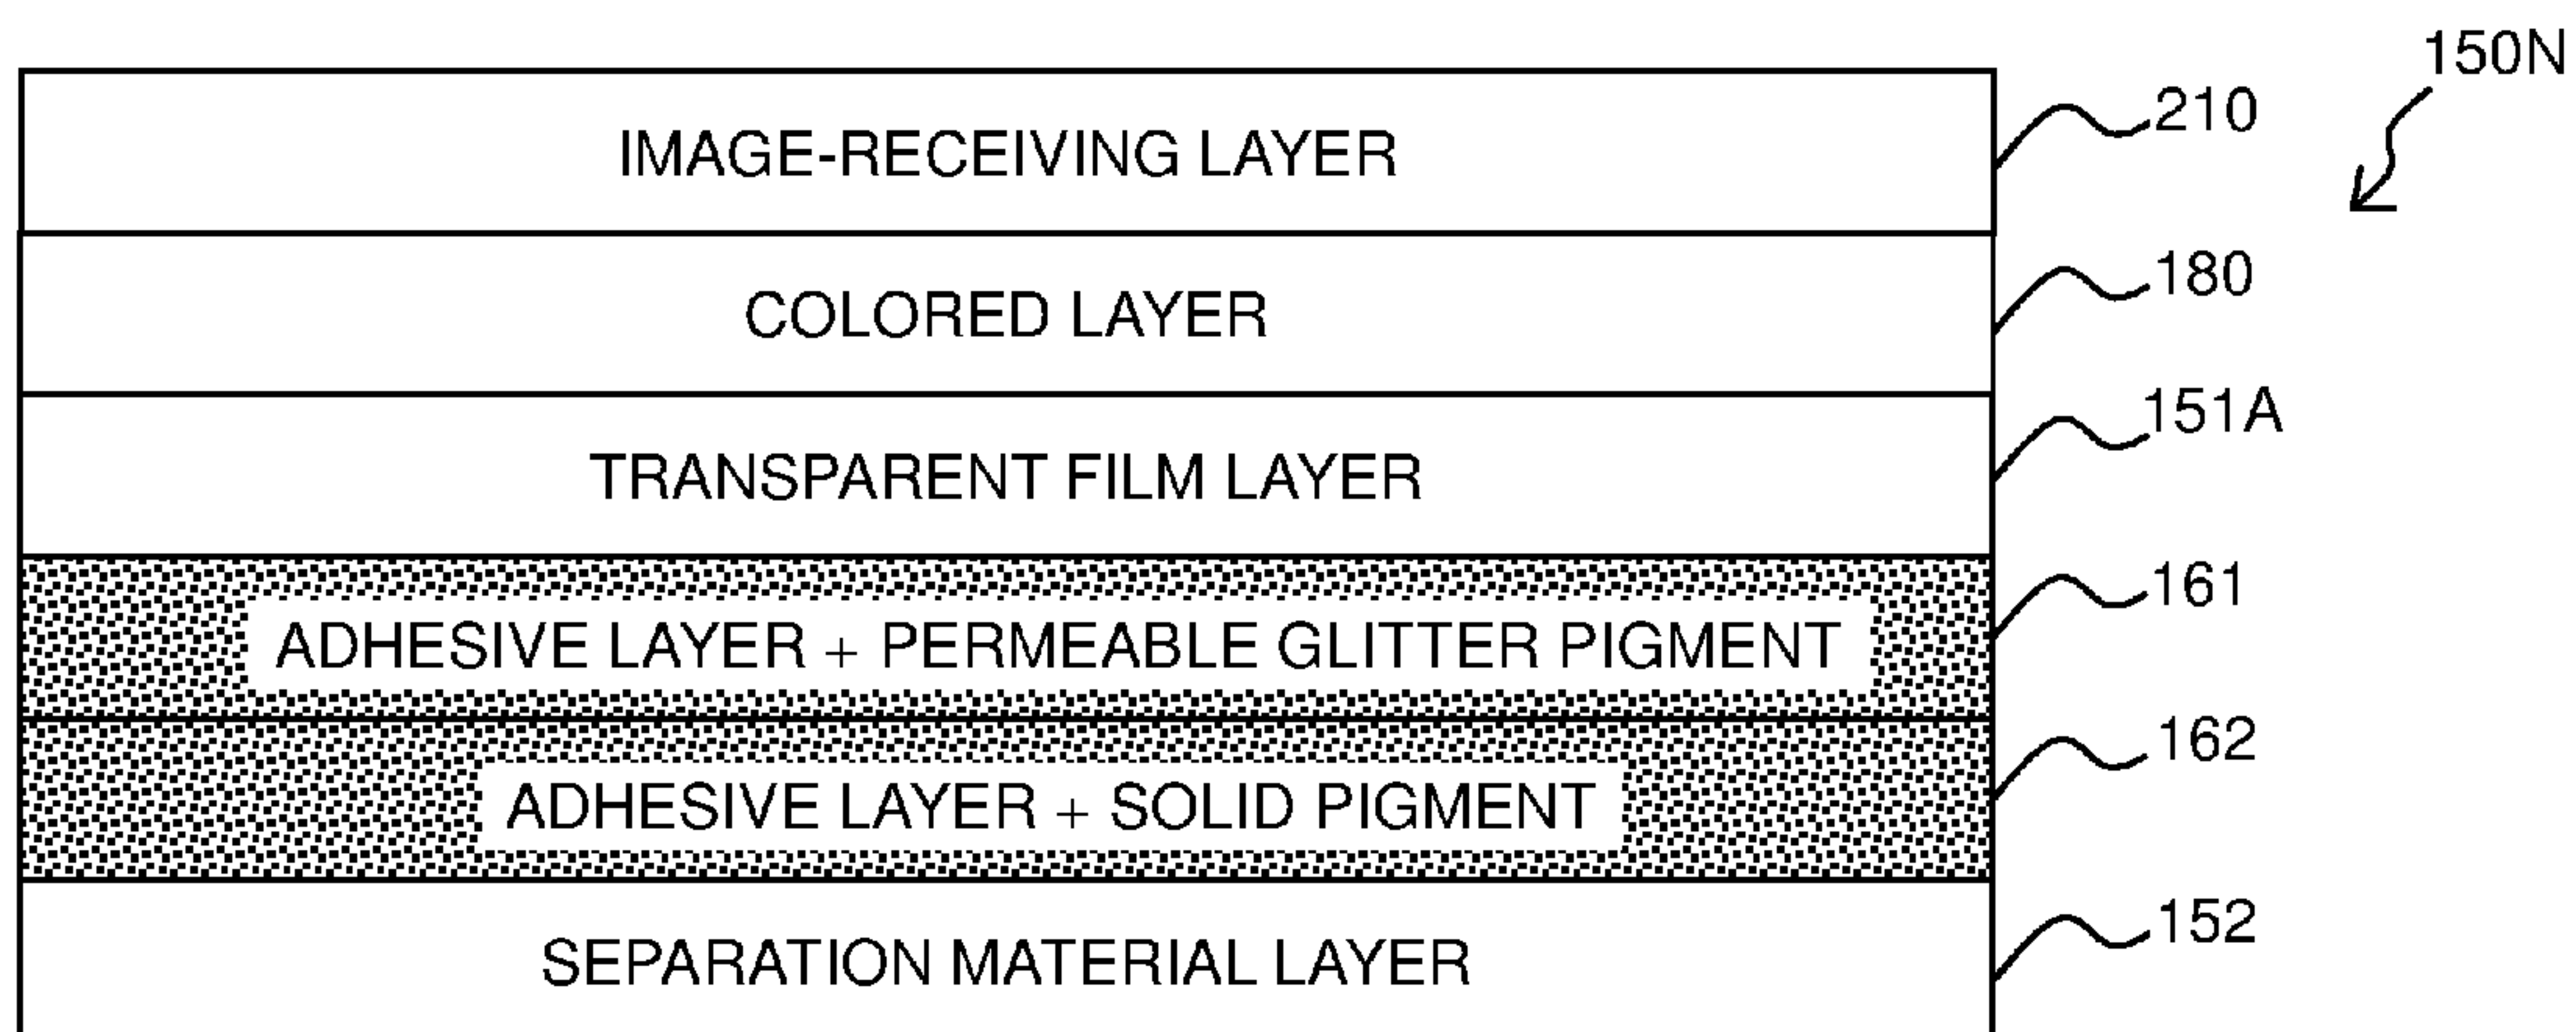 150N
IMAGE-RECEIVING LAYER 210
COLORED LAYER 180
TRANSPARENT FILM LAYER 151A
ADHESIVE LAYER + PERMEABLE GLITTER PIGMENT 161
ADHESIVE LAYER + SOLID PIGMENT 162
SEPARATION MATERIAL LAYER 152